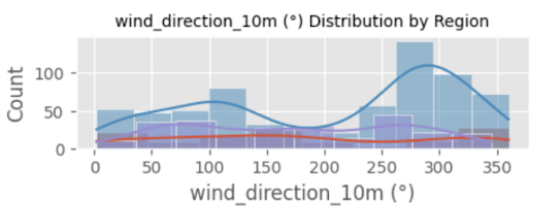 wind_direction_10m (°) Distribution by Region
Count
100
50
0
0 50 100 150 200 250 300 350
wind_direction_10m (°)